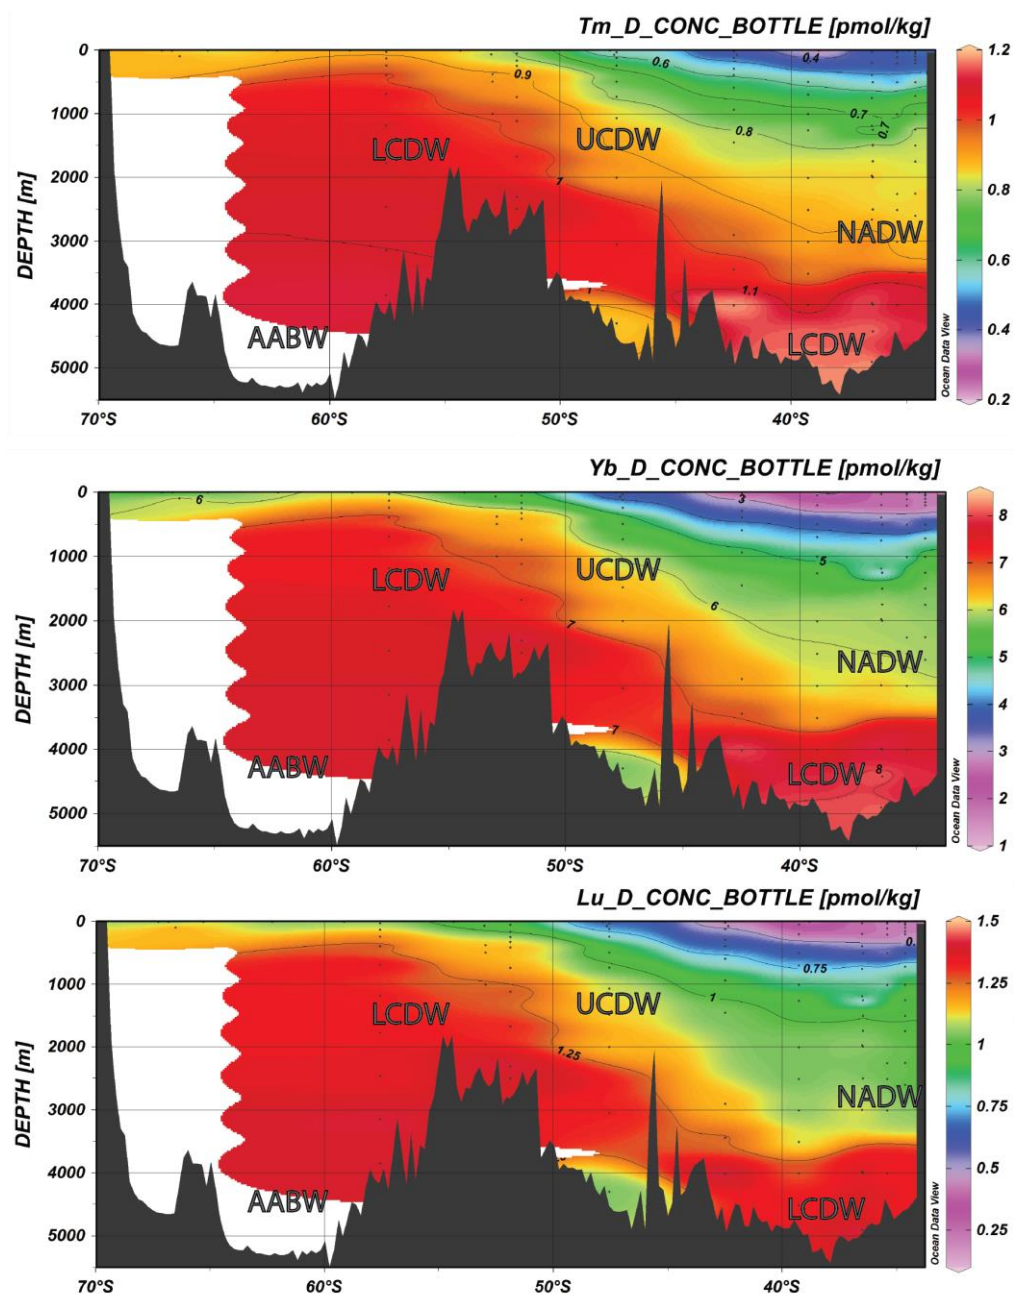 Tm_D_CONC_BOTTLE [pmol/kg]
0
1000
2000
3000
4000
5000
DEPTH [m]
70°S
60°S
50°S
40°S
0.9
0.6
0.4
0.7
0.8
0.7
1
1
1.1
LCDW
UCDW
NADW
AABW
LCDW
Ocean Data View
1.2
1
0.8
0.6
0.4
0.2
Yb_D_CONC_BOTTLE [pmol/kg]
0
1000
2000
3000
4000
5000
DEPTH [m]
70°S
60°S
50°S
40°S
6
3
5
6
7
7
8
LCDW
UCDW
NADW
AABW
LCDW
Ocean Data View
8
7
6
5
4
3
2
1
Lu_D_CONC_BOTTLE [pmol/kg]
0
1000
2000
3000
4000
5000
DEPTH [m]
70°S
60°S
50°S
40°S
0.
0.75
1
1.25
LCDW
UCDW
NADW
AABW
LCDW
Ocean Data View
1.5
1.25
1
0.75
0.5
0.25